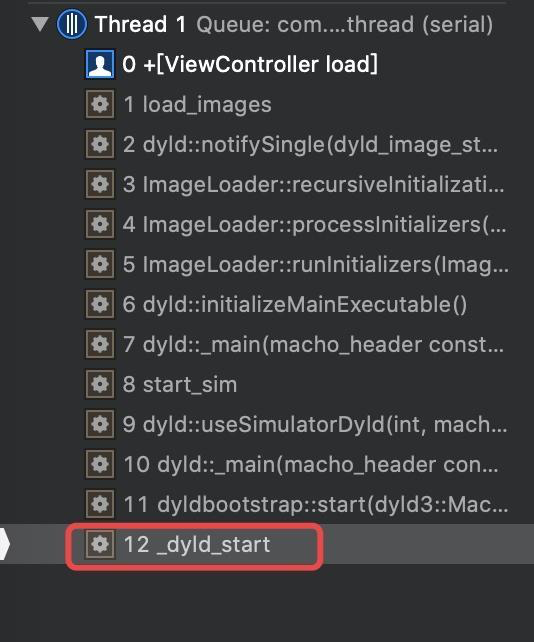 Thread 1 Queue: com....thread (serial)
0 +[ViewController load]
1 load_images
2 dyld::notifySingle(dyld_image_st...
3 ImageLoader::recursiveInitializati...
4 ImageLoader::processInitializers(...
5 ImageLoader::runInitializers(Imag...
6 dyld::initializeMainExecutable()
7 dyld::_main(macho_header const...
8 start_sim
9 dyld::useSimulatorDyld(int, mach...
10 dyld::_main(macho_header con...
11 dyldbootstrap::start(dyld3::Mac...
12 _dyld_start